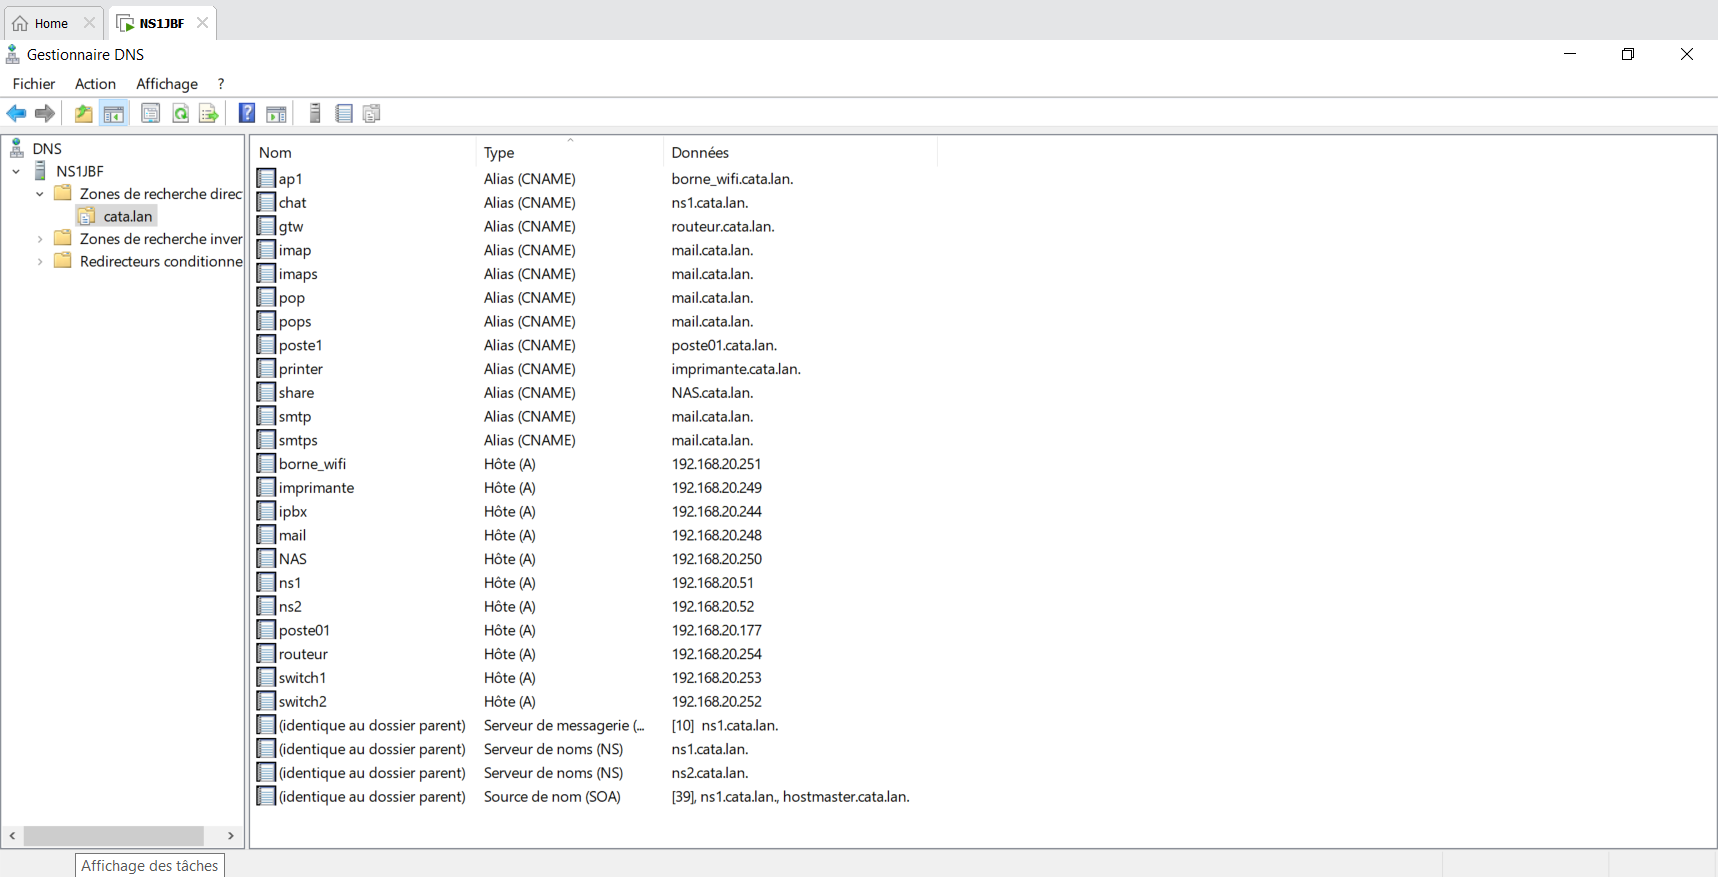 Home
NS1JBF
Gestionnaire DNS
Fichier Action Affichage ?
DNS
NS1JBF
Zones de recherche direc
cata.lan
Zones de recherche inver
Redirecteurs conditionne
Nom Type Données
ap1 Alias (CNAME) borne_wifi.cata.lan.
chat Alias (CNAME) ns1.cata.lan.
gtw Alias (CNAME) routeur.cata.lan.
imap Alias (CNAME) mail.cata.lan.
imaps Alias (CNAME) mail.cata.lan.
pop Alias (CNAME) mail.cata.lan.
pops Alias (CNAME) mail.cata.lan.
poste1 Alias (CNAME) poste01.cata.lan.
printer Alias (CNAME) imprimante.cata.lan.
share Alias (CNAME) NAS.cata.lan.
smtp Alias (CNAME) mail.cata.lan.
smtps Alias (CNAME) mail.cata.lan.
borne_wifi Hôte (A) 192.168.20.251
imprimante Hôte (A) 192.168.20.249
ipbx Hôte (A) 192.168.20.244
mail Hôte (A) 192.168.20.248
NAS Hôte (A) 192.168.20.250
ns1 Hôte (A) 192.168.20.51
ns2 Hôte (A) 192.168.20.52
poste01 Hôte (A) 192.168.20.177
routeur Hôte (A) 192.168.20.254
switch1 Hôte (A) 192.168.20.253
switch2 Hôte (A) 192.168.20.252
(identique au dossier parent) Serveur de messagerie (... [10] ns1.cata.lan.
(identique au dossier parent) Serveur de noms (NS) ns1.cata.lan.
(identique au dossier parent) Serveur de noms (NS) ns2.cata.lan.
(identique au dossier parent) Source de nom (SOA) [39], ns1.cata.lan., hostmaster.cata.lan.
Affichage des tâches